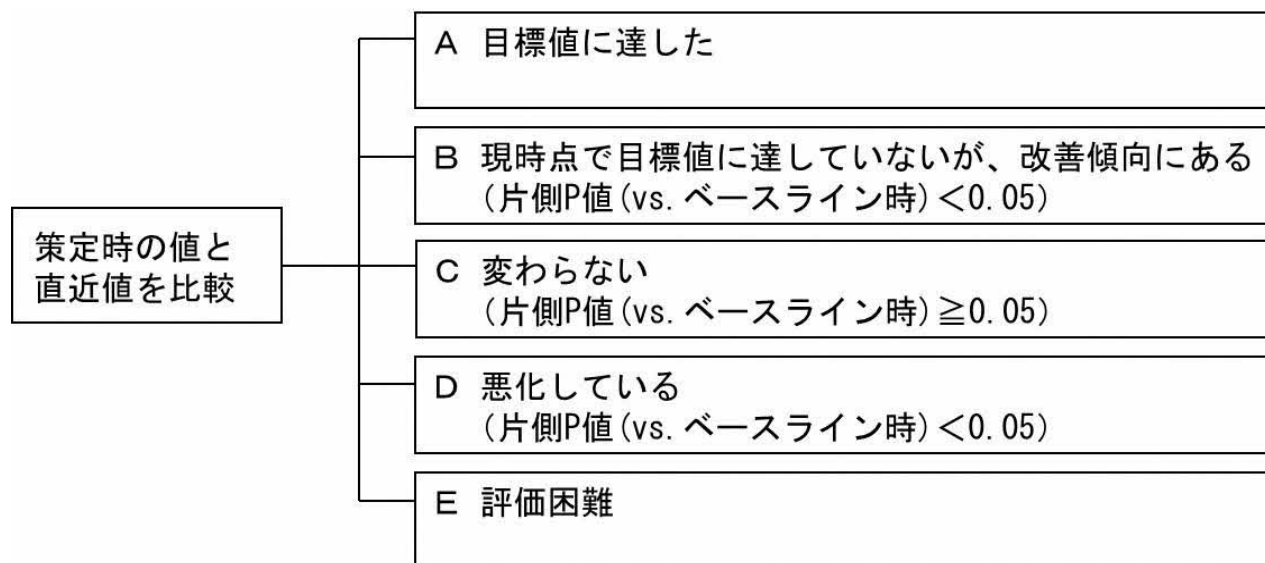 策定時の値と
直近値を比較
A 目標値に達した
B 現時点で目標値に達していないが、改善傾向にある
(片側P値(vs. ベースライン時)<0.05)
C 変わらない
(片側P値(vs. ベースライン時)≧0.05)
D 悪化している
(片側P値(vs. ベースライン時)<0.05)
E 評価困難